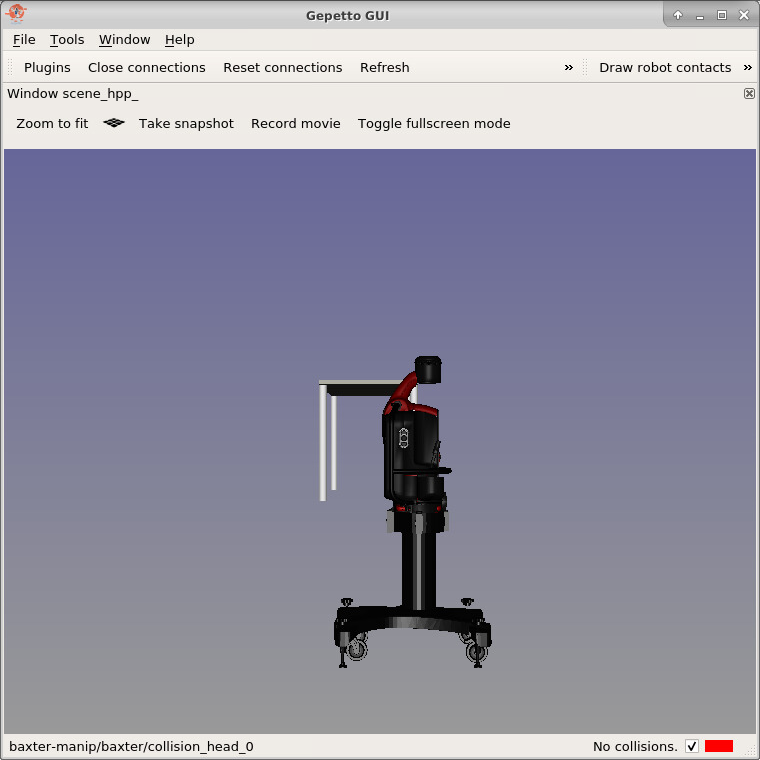 Gepetto GUI
File Tools Window Help
Plugins Close connections Reset connections Refresh » Draw robot contacts »
Window scene_hpp_
Zoom to fit Take snapshot Record movie Toggle fullscreen mode
baxter-manip/baxter/collision_head_0 No collisions.